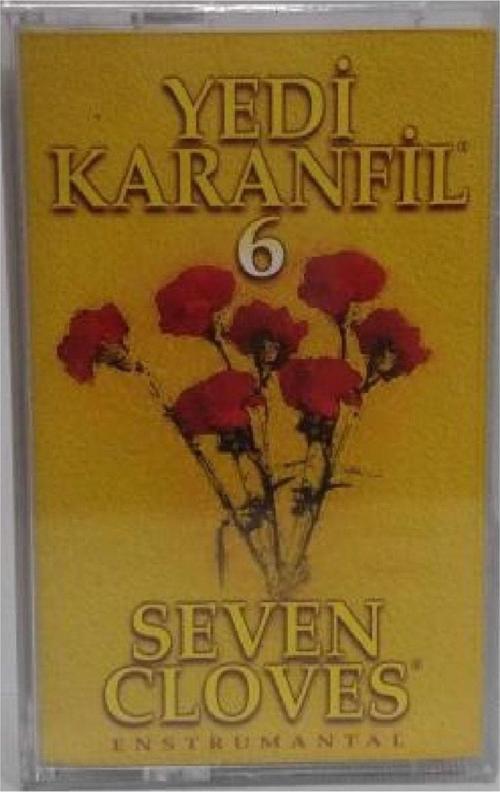 YEDİ
KARANFİL®
6
SEVEN
CLOVES®
ENSTRUMANTAL